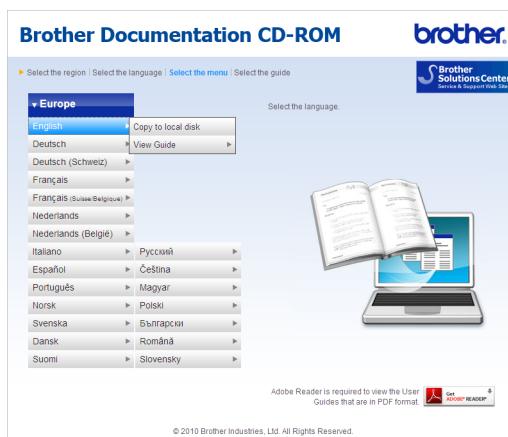 Brother Documentation CD-ROM
brother.
Select the region | Select the language | Select the menu | Select the guide
Brother
Solutions Center
Service & Support Web Site
Europe
Select the language.
English
Copy to local disk
Deutsch
View Guide
Deutsch (Schweiz)
Français
Français (Suisse/Belgique)
Nederlands
Nederlands (België)
Italiano
Русский
Español
Čeština
Português
Magyar
Norsk
Polski
Svenska
Български
Dansk
Română
Suomi
Slovensky
Adobe Reader is required to view the User
Guides that are in PDF format.
Get
ADOBE® READER®
© 2010 Brother Industries, Ltd. All Rights Reserved.